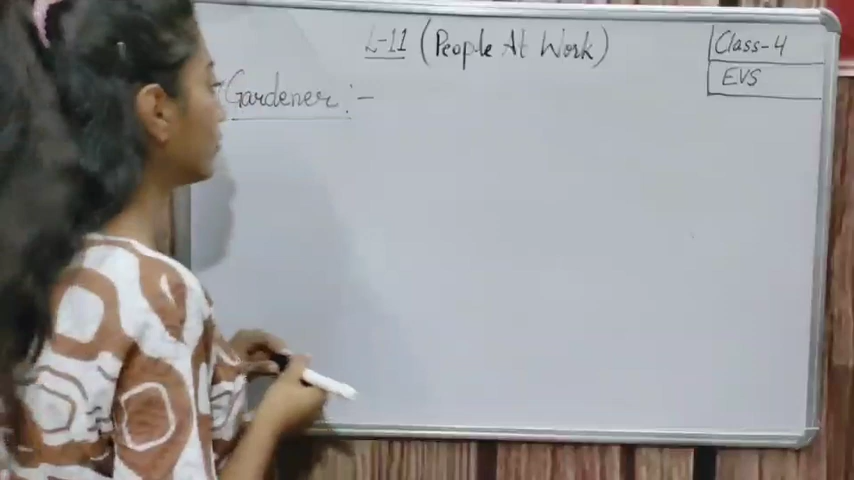 L-11 (People At Work)
Class-4
EVS
Gardener:-